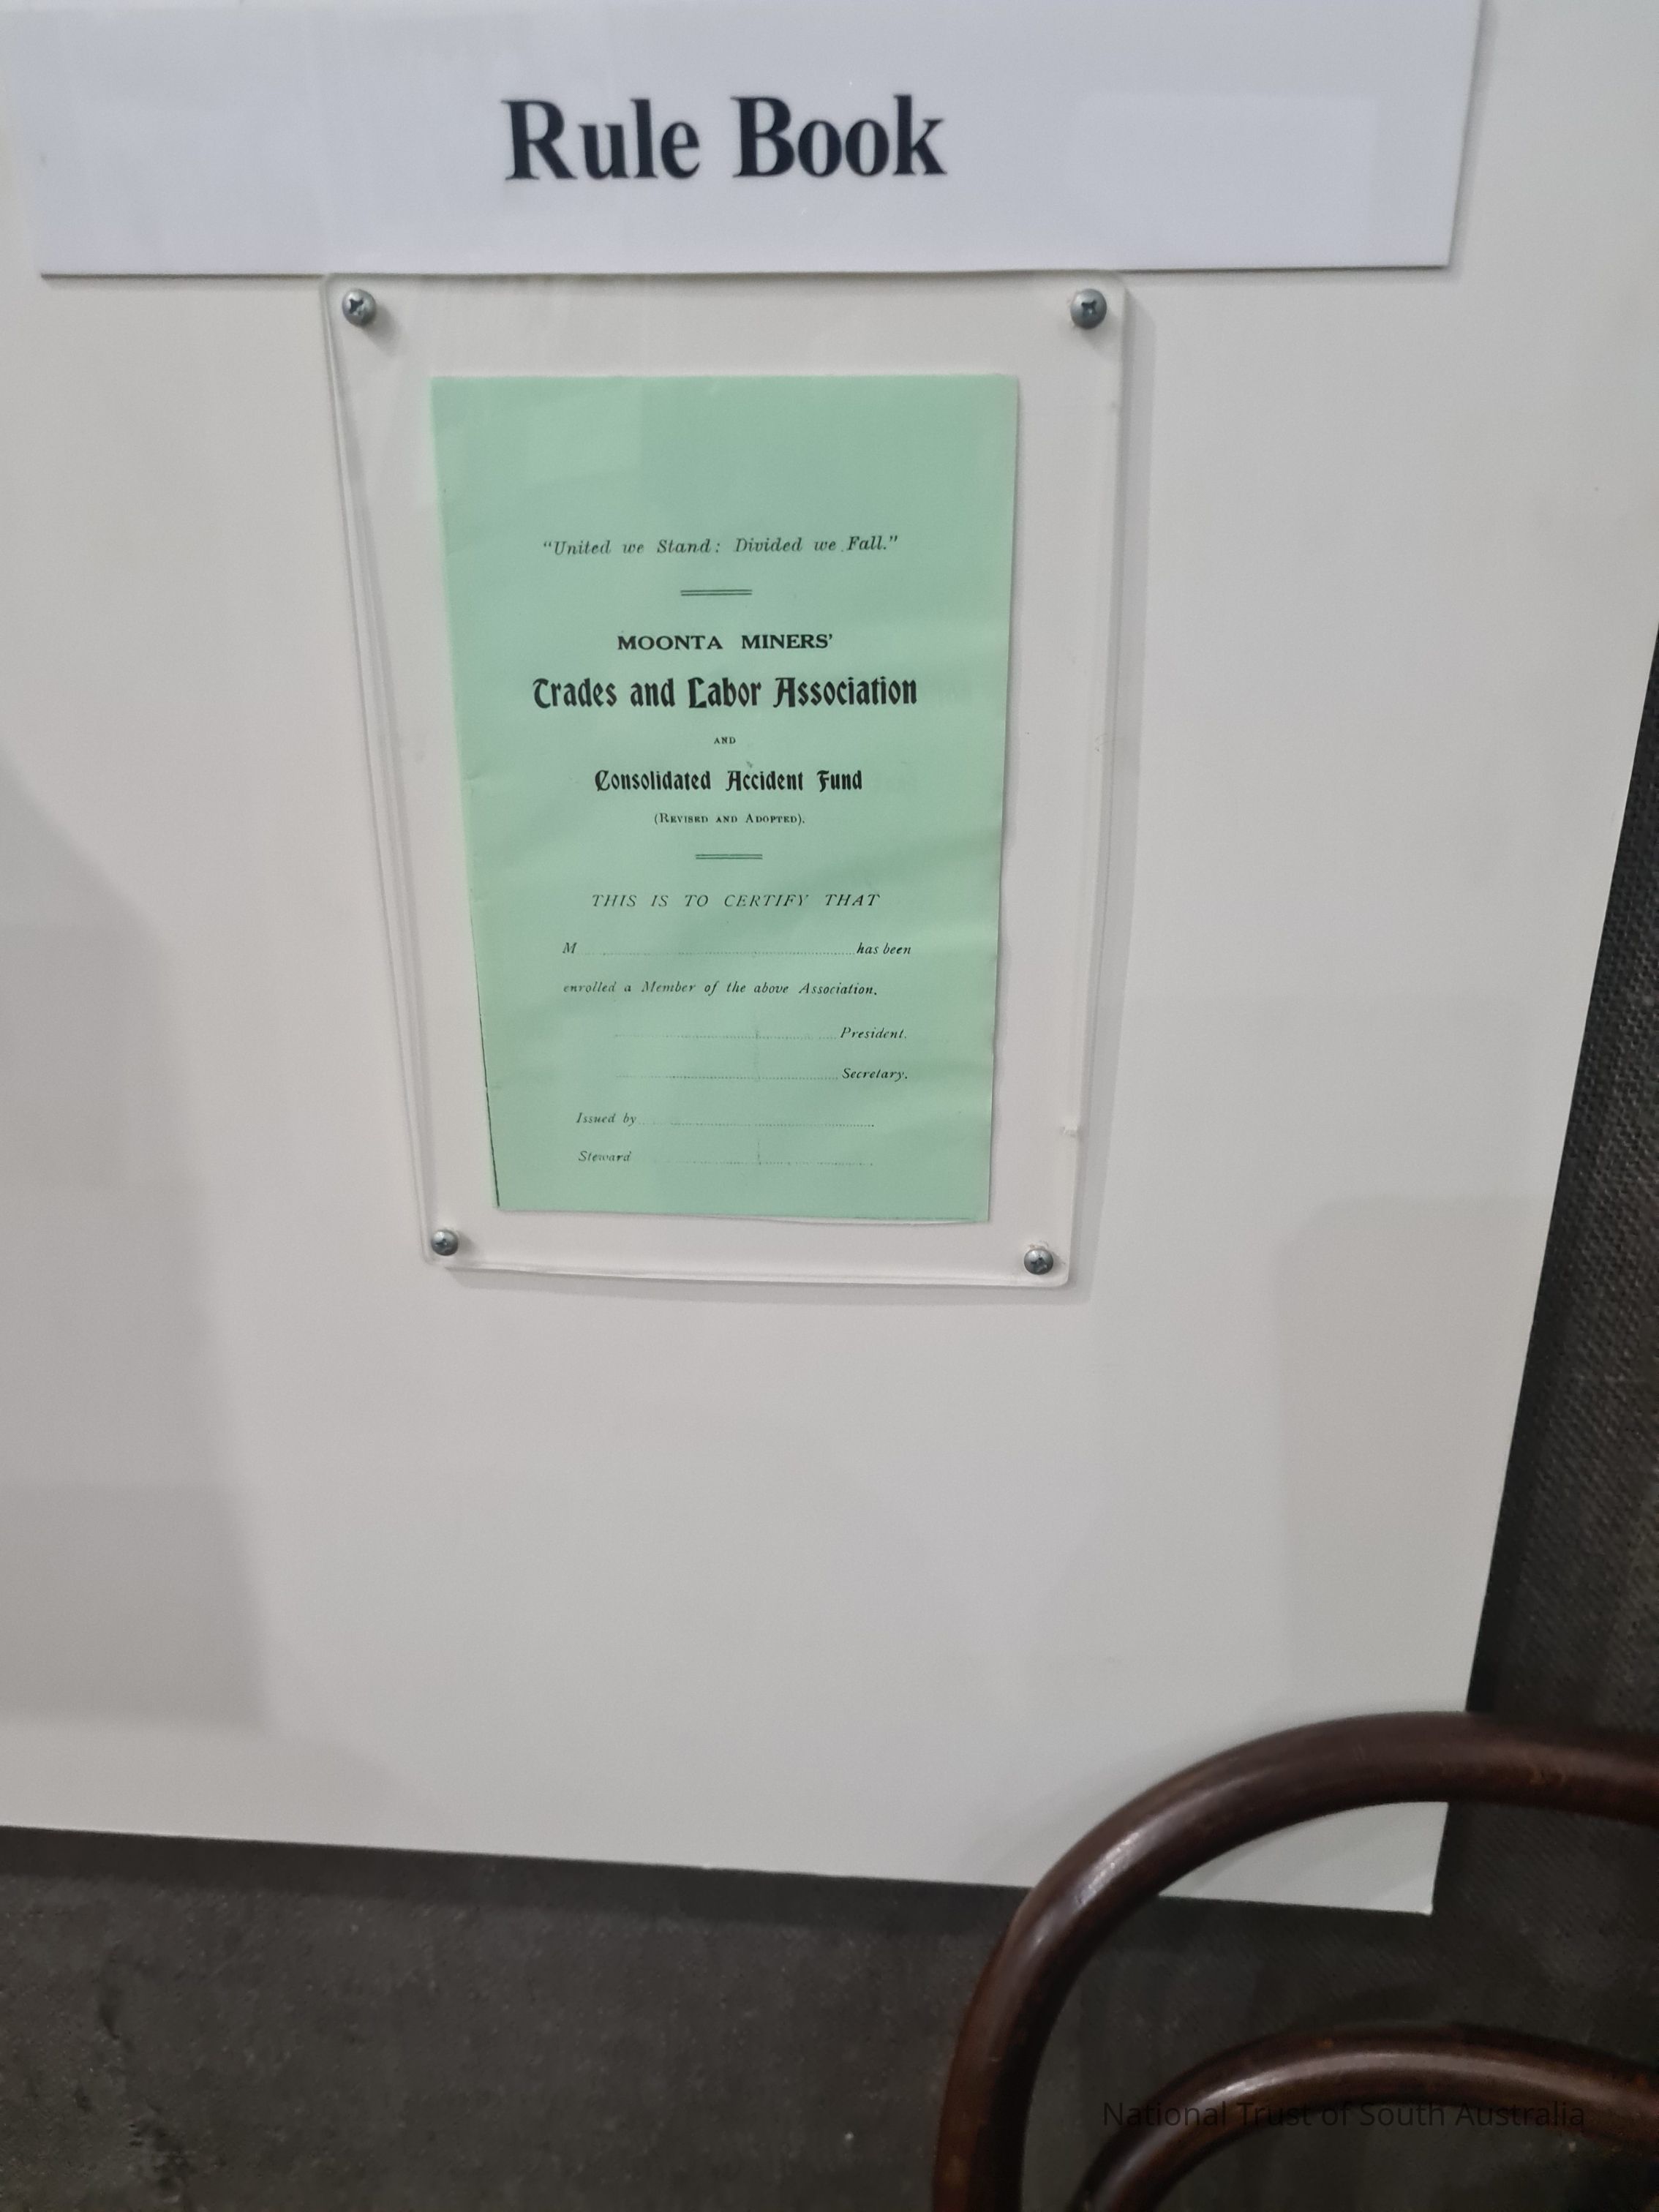 Rule Book
“United we Stand: Divided we Fall.”
MOONTA MINERS’
Trades and Labor Association
AND
Consolidated Accident Fund
(REVISED AND ADOPTED).
THIS IS TO CERTIFY THAT
M has been
enrolled a Member of the above Association.
President.
Secretary.
Issued by
Steward
National Trust of South Australia